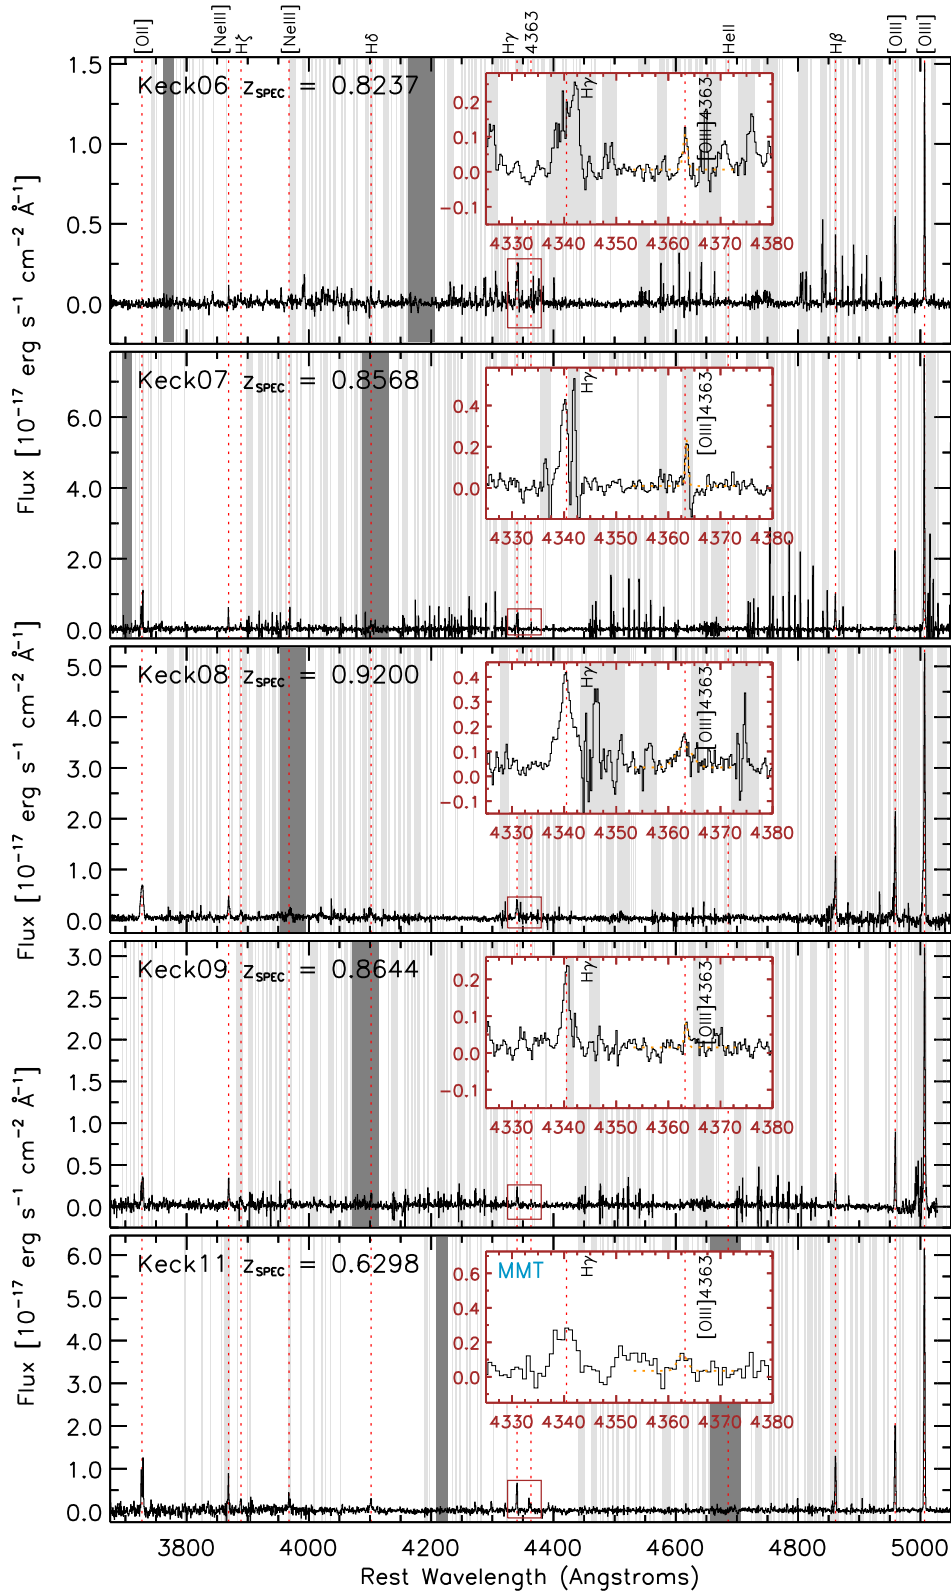 [OII] [NeIII] Hζ [NeIII] Hδ Hγ 4363 HeII Hβ [OIII] [OIII]
Keck06 zSPEC = 0.8237
1.5
1.0
0.5
0.0
Hγ
[OIII]4363
0.2
0.1
0.0
−0.1
4330 4340 4350 4360 4370 4380
Flux [10−17 erg s−1 cm−2 Å−1]
Keck07 zSPEC = 0.8568
6.0
4.0
2.0
0.0
Hγ
[OIII]4363
0.4
0.2
0.0
4330 4340 4350 4360 4370 4380
Flux [10−17 erg s−1 cm−2 Å−1]
Keck08 zSPEC = 0.9200
5.0
4.0
3.0
2.0
1.0
0.0
Hγ
[OIII]4363
0.4
0.3
0.2
0.1
0.0
−0.1
4330 4340 4350 4360 4370 4380
Keck09 zSPEC = 0.8644
3.0
2.5
2.0
1.5
1.0
0.5
0.0
Hγ
[OIII]4363
0.2
0.1
0.0
−0.1
4330 4340 4350 4360 4370 4380
Flux [10−17 erg s−1 cm−2 Å−1]
Keck11 zSPEC = 0.6298
6.0
5.0
4.0
3.0
2.0
1.0
0.0
MMT
Hγ
[OIII]4363
0.6
0.4
0.2
0.0
4330 4340 4350 4360 4370 4380
3800 4000 4200 4400 4600 4800 5000
Rest Wavelength (Angstroms)